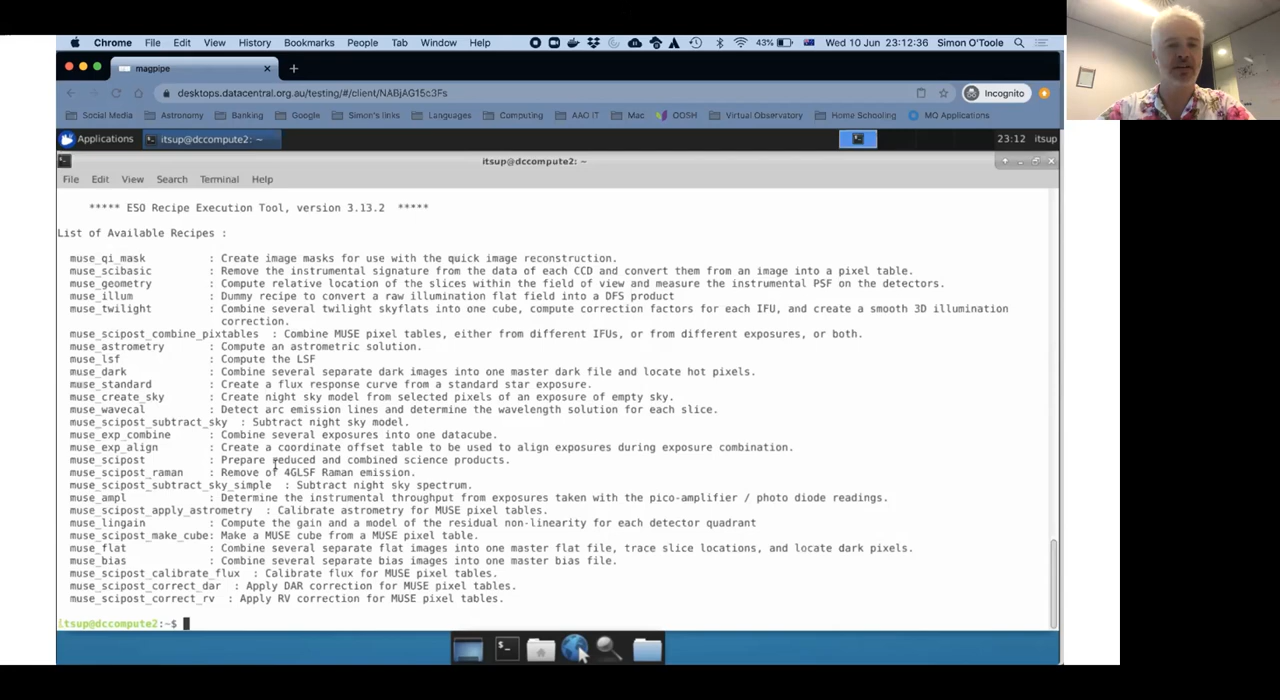 Chrome File Edit View History Bookmarks People Tab Window Help 43% Wed 10 Jun 23:12:36 Simon O'Toole
magpipe
desktops.datacentral.org.au/testing/#/client/NABjAG15c3Fs Incognito
Social Media Astronomy Banking Google Simon's links Languages Computing AAO IT Mac OOSH Virtual Observatory Home Schooling MQ Applications
Applications itsup@dccompute2: ~ 23:12 itsup
itsup@dccompute2: ~
File Edit View Search Terminal Help
***** ESO Recipe Execution Tool, version 3.13.2 *****
List of Available Recipes :
muse_qi_mask : Create image masks for use with the quick image reconstruction.
muse_scibasic : Remove the instrumental signature from the data of each CCD and convert them from an image into a pixel table.
muse_geometry : Compute relative location of the slices within the field of view and measure the instrumental PSF on the detectors.
muse_illum : Dummy recipe to convert a raw illumination flat field into a DFS product
muse_twilight : Combine several twilight skyflats into one cube, compute correction factors for each IFU, and create a smooth 3D illumination
correction.
muse_scipost_combine_pixtables : Combine MUSE pixel tables, either from different IFUs, or from different exposures, or both.
muse_astrometry : Compute an astrometric solution.
muse_lsf : Compute the LSF
muse_dark : Combine several separate dark images into one master dark file and locate hot pixels.
muse_standard : Create a flux response curve from a standard star exposure.
muse_create_sky : Create night sky model from selected pixels of an exposure of empty sky.
muse_wavecal : Detect arc emission lines and determine the wavelength solution for each slice.
muse_scipost_subtract_sky : Subtract night sky model.
muse_exp_combine : Combine several exposures into one datacube.
muse_exp_align : Create a coordinate offset table to be used to align exposures during exposure combination.
muse_scipost : Prepare reduced and combined science products.
muse_scipost_raman : Remove of 4GLSF Raman emission.
muse_scipost_subtract_sky_simple : Subtract night sky spectrum.
muse_ampl : Determine the instrumental throughput from exposures taken with the pico-amplifier / photo diode readings.
muse_scipost_apply_astrometry : Calibrate astrometry for MUSE pixel tables.
muse_lingain : Compute the gain and a model of the residual non-linearity for each detector quadrant
muse_scipost_make_cube: Make a MUSE cube from a MUSE pixel table.
muse_flat : Combine several separate flat images into one master flat file, trace slice locations, and locate dark pixels.
muse_bias : Combine several separate bias images into one master bias file.
muse_scipost_calibrate_flux : Calibrate flux for MUSE pixel tables.
muse_scipost_correct_dar : Apply DAR correction for MUSE pixel tables.
muse_scipost_correct_rv : Apply RV correction for MUSE pixel tables.
itsup@dccompute2:~$